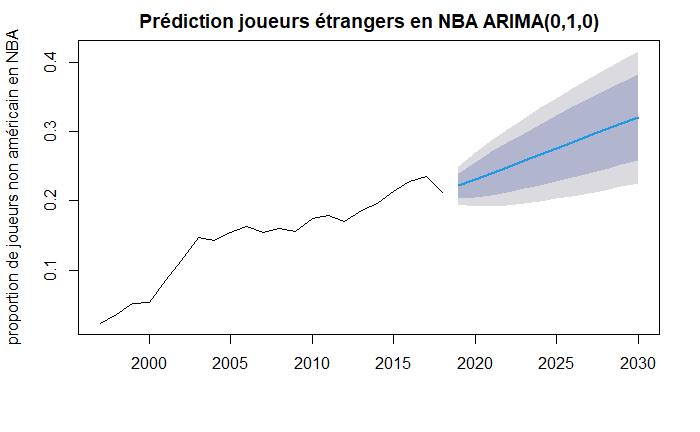 Prédiction joueurs étrangers en NBA ARIMA(0,1,0)
proportion de joueurs non américain en NBA
0.4
0.3
0.2
0.1
2000 2005 2010 2015 2020 2025 2030